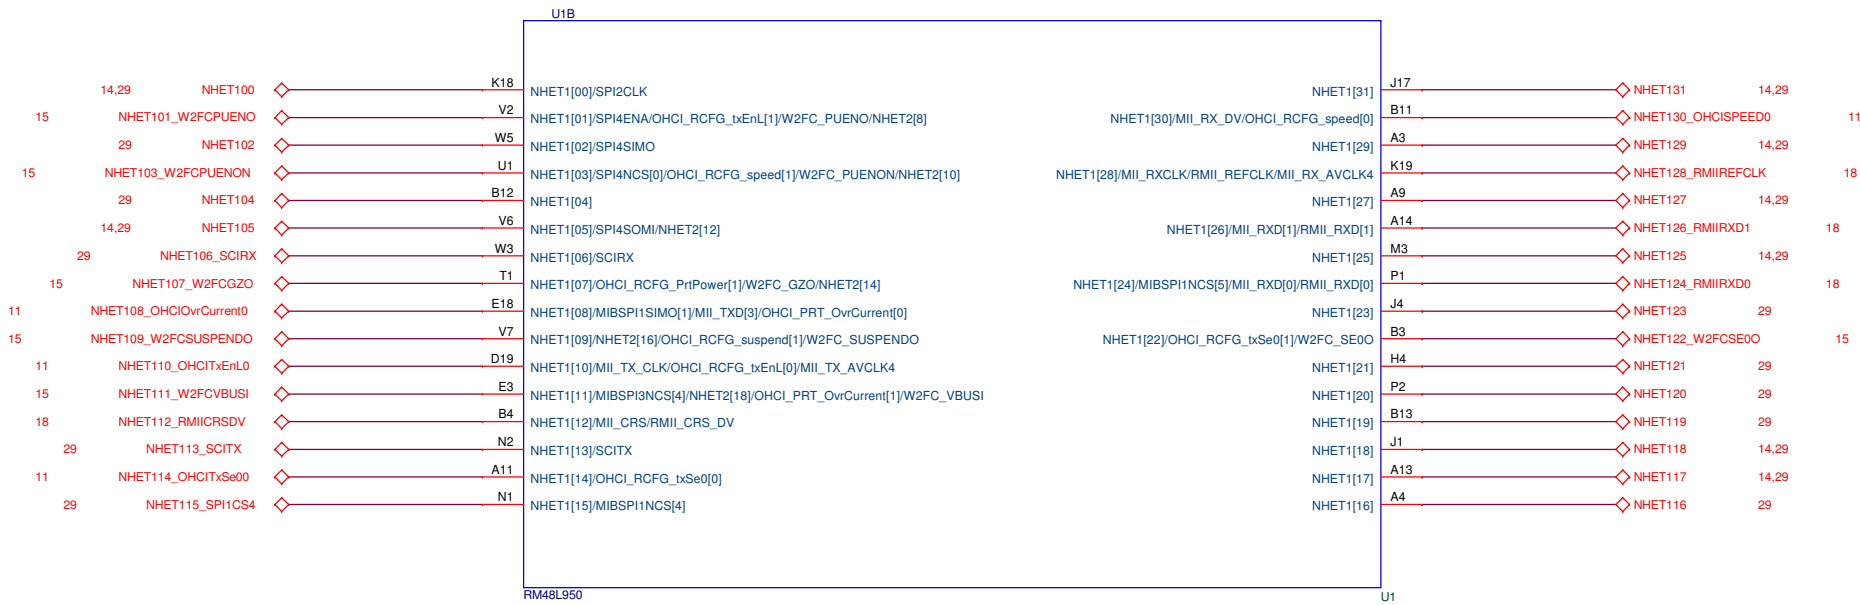 U1B
14,29 NHET100 K18 NHET1[00]/SPI2CLK NHET1[31] J17 NHET131 14,29
15 NHET101_W2FCPUENO V2 NHET1[01]/SPI4ENA/OHCI_RCFG_txEnL[1]/W2FC_PUENO/NHET2[8] NHET1[30]/MII_RX_DV/OHCI_RCFG_speed[0] B11 NHET130_OHCISPEED0 11
29 NHET102 W5 NHET1[02]/SPI4SIMO NHET1[29] A3 NHET129 14,29
15 NHET103_W2FCPUENON U1 NHET1[03]/SPI4NCS[0]/OHCI_RCFG_speed[1]/W2FC_PUENON/NHET2[10] NHET1[28]/MII_RXCLK/RMII_REFCLK/MII_RX_AVCLK4 K19 NHET128_RMIIREFCLK 18
29 NHET104 B12 NHET1[04] NHET1[27] A9 NHET127 14,29
14,29 NHET105 V6 NHET1[05]/SPI4SOMI/NHET2[12] NHET1[26]/MII_RXD[1]/RMII_RXD[1] A14 NHET126_RMIIRXD1 18
29 NHET106_SCIRX W3 NHET1[06]/SCIRX NHET1[25] M3 NHET125 14,29
15 NHET107_W2FCGZO T1 NHET1[07]/OHCI_RCFG_PrtPower[1]/W2FC_GZO/NHET2[14] NHET1[24]/MIBSPI1NCS[5]/MII_RXD[0]/RMII_RXD[0] P1 NHET124_RMIIRXD0 18
11 NHET108_OHCIOvrCurrent0 E18 NHET1[08]/MIBSPI1SIMO[1]/MII_TXD[3]/OHCI_PRT_OvrCurrent[0] NHET1[23] J4 NHET123 29
15 NHET109_W2FCSUSPENDO V7 NHET1[09]/NHET2[16]/OHCI_RCFG_suspend[1]/W2FC_SUSPENDO NHET1[22]/OHCI_RCFG_txSe0[1]/W2FC_SE0O B3 NHET122_W2FCSE0O 15
11 NHET110_OHCITxEnL0 D19 NHET1[10]/MII_TX_CLK/OHCI_RCFG_txEnL[0]/MII_TX_AVCLK4 NHET1[21] H4 NHET121 29
15 NHET111_W2FCVBUSI E3 NHET1[11]/MIBSPI3NCS[4]/NHET2[18]/OHCI_PRT_OvrCurrent[1]/W2FC_VBUSI NHET1[20] P2 NHET120 29
18 NHET112_RMIICRSDV B4 NHET1[12]/MII_CRS/RMII_CRS_DV NHET1[19] B13 NHET119 29
29 NHET113_SCITX N2 NHET1[13]/SCITX NHET1[18] J1 NHET118 14,29
11 NHET114_OHCITxSe00 A11 NHET1[14]/OHCI_RCFG_txSe0[0] NHET1[17] A13 NHET117 14,29
29 NHET115_SPI1CS4 N1 NHET1[15]/MIBSPI1NCS[4] NHET1[16] A4 NHET116 29
RM48L950 U1